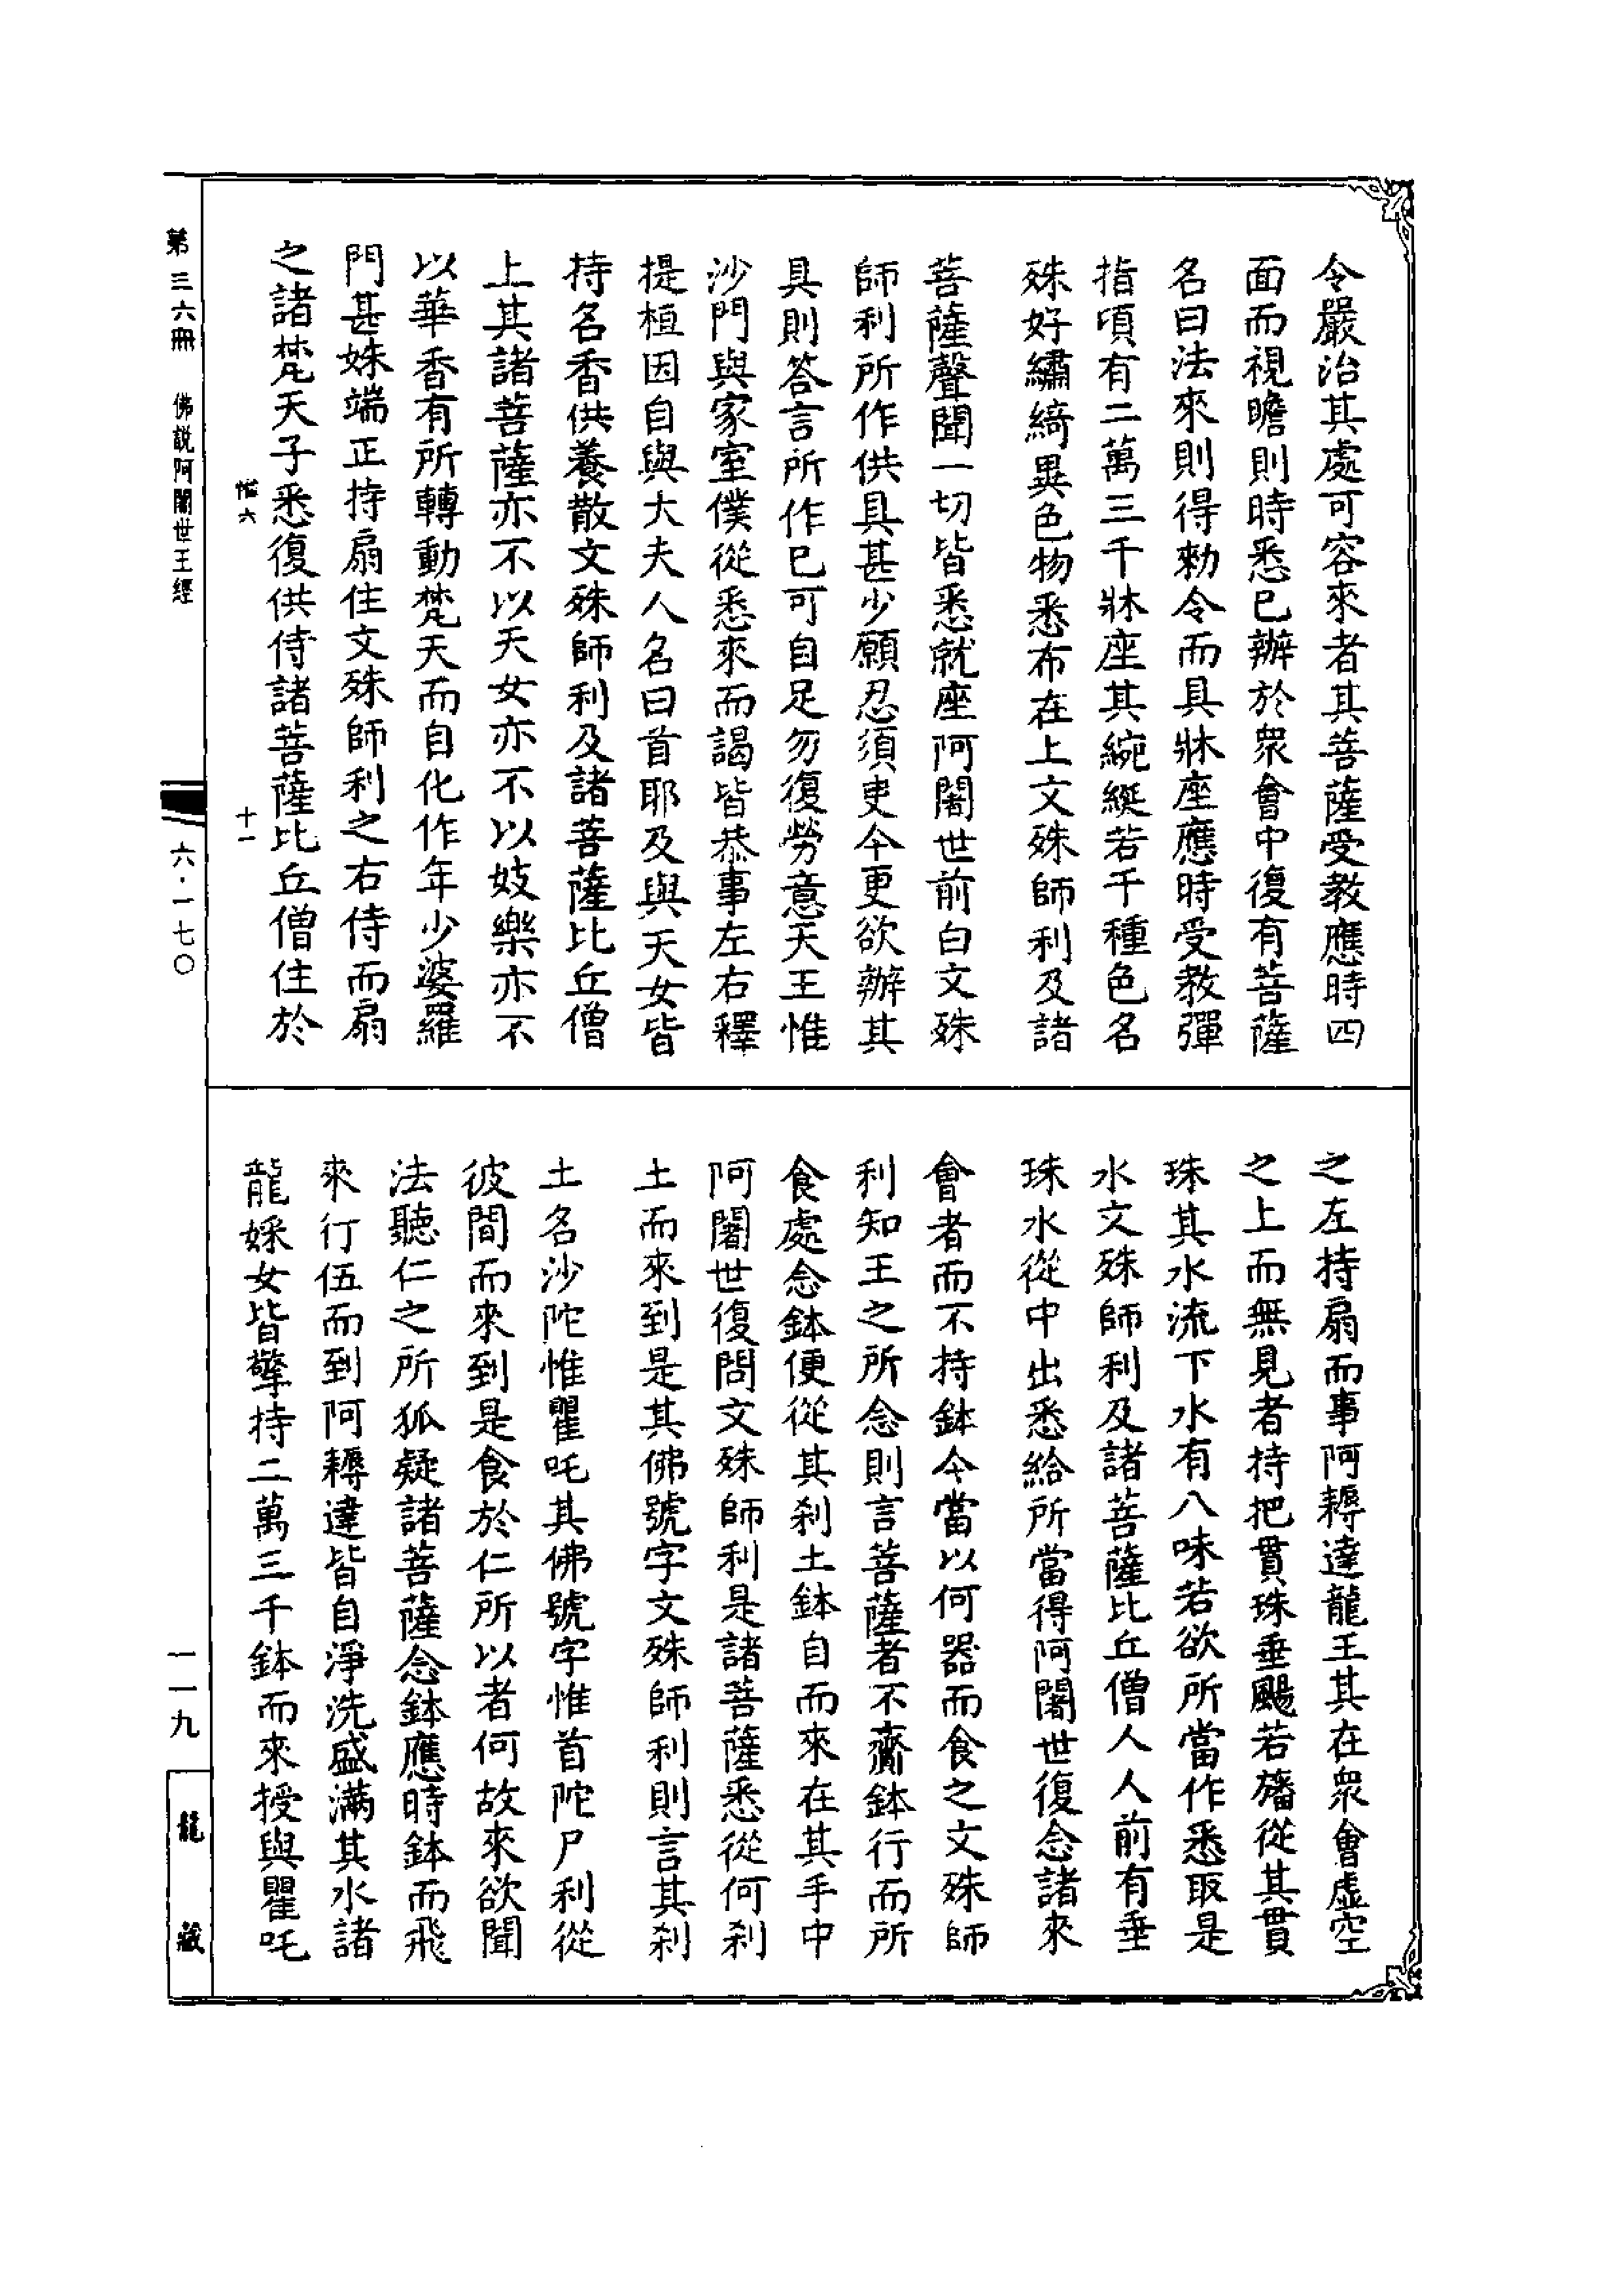 令嚴治其處可容來者其菩薩受教應時四
面而視瞻則時悉已辦於衆會中復有菩薩
名曰法來則得勑令而具牀座應時受教彈
指頃有二萬三千牀座其綩綖若干種色名
殊好繡綺異色物悉布在上文殊師利及諸
菩薩聲聞一切皆悉就座阿闍世前白文殊
師利所作供具甚少願忍須臾今更欲辦其
具則答言所作已可自足勿復勞意天王惟
沙門與家室僕從悉來而謁皆恭事左右釋
提桓因自與大夫人名曰首耶及與天女皆
持名香供養散文殊師利及諸菩薩比丘僧
上其諸菩薩亦不以天女亦不以妓樂亦不
以華香有所轉動梵天而自化作年少婆羅
門甚姝端正持扇住文殊師利之右侍而扇
之諸梵天子悉復供侍諸菩薩比丘僧住於
惟六 十一
之左持扇而事阿耨達龍王其在衆會虛空
之上而無見者持把貫珠垂颺若旛從其貫
珠其水流下水有八味若欲所當作悉取是
水文殊師利及諸菩薩比丘僧人人前有垂
珠水從中出悉給所當得阿闍世復念諸來
會者而不持鉢今當以何器而食之文殊師
利知王之所念則言菩薩者不齎鉢行而所
食處念鉢便從其剎土鉢自而來在其手中
阿闍世復問文殊師利是諸菩薩悉從何剎
土而來到是其佛號字文殊師利則言其剎
土名沙陀惟瞿吒其佛號字惟首陀尸利從
彼間而來到是食於仁所以者何故來欲聞
法聽仁之所狐疑諸菩薩念鉢應時鉢而飛
來行伍而到阿耨達皆自淨洗盛滿其水諸
龍婇女皆擎持二萬三千鉢而來授與瞿吒
第三六冊 佛說阿闍世王經
六·一七〇
一一九
龍藏